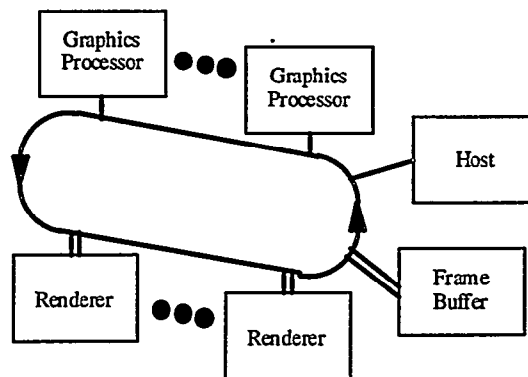 Graphics
Processor
Graphics
Processor
Host
Renderer
Frame
Buffer
Renderer